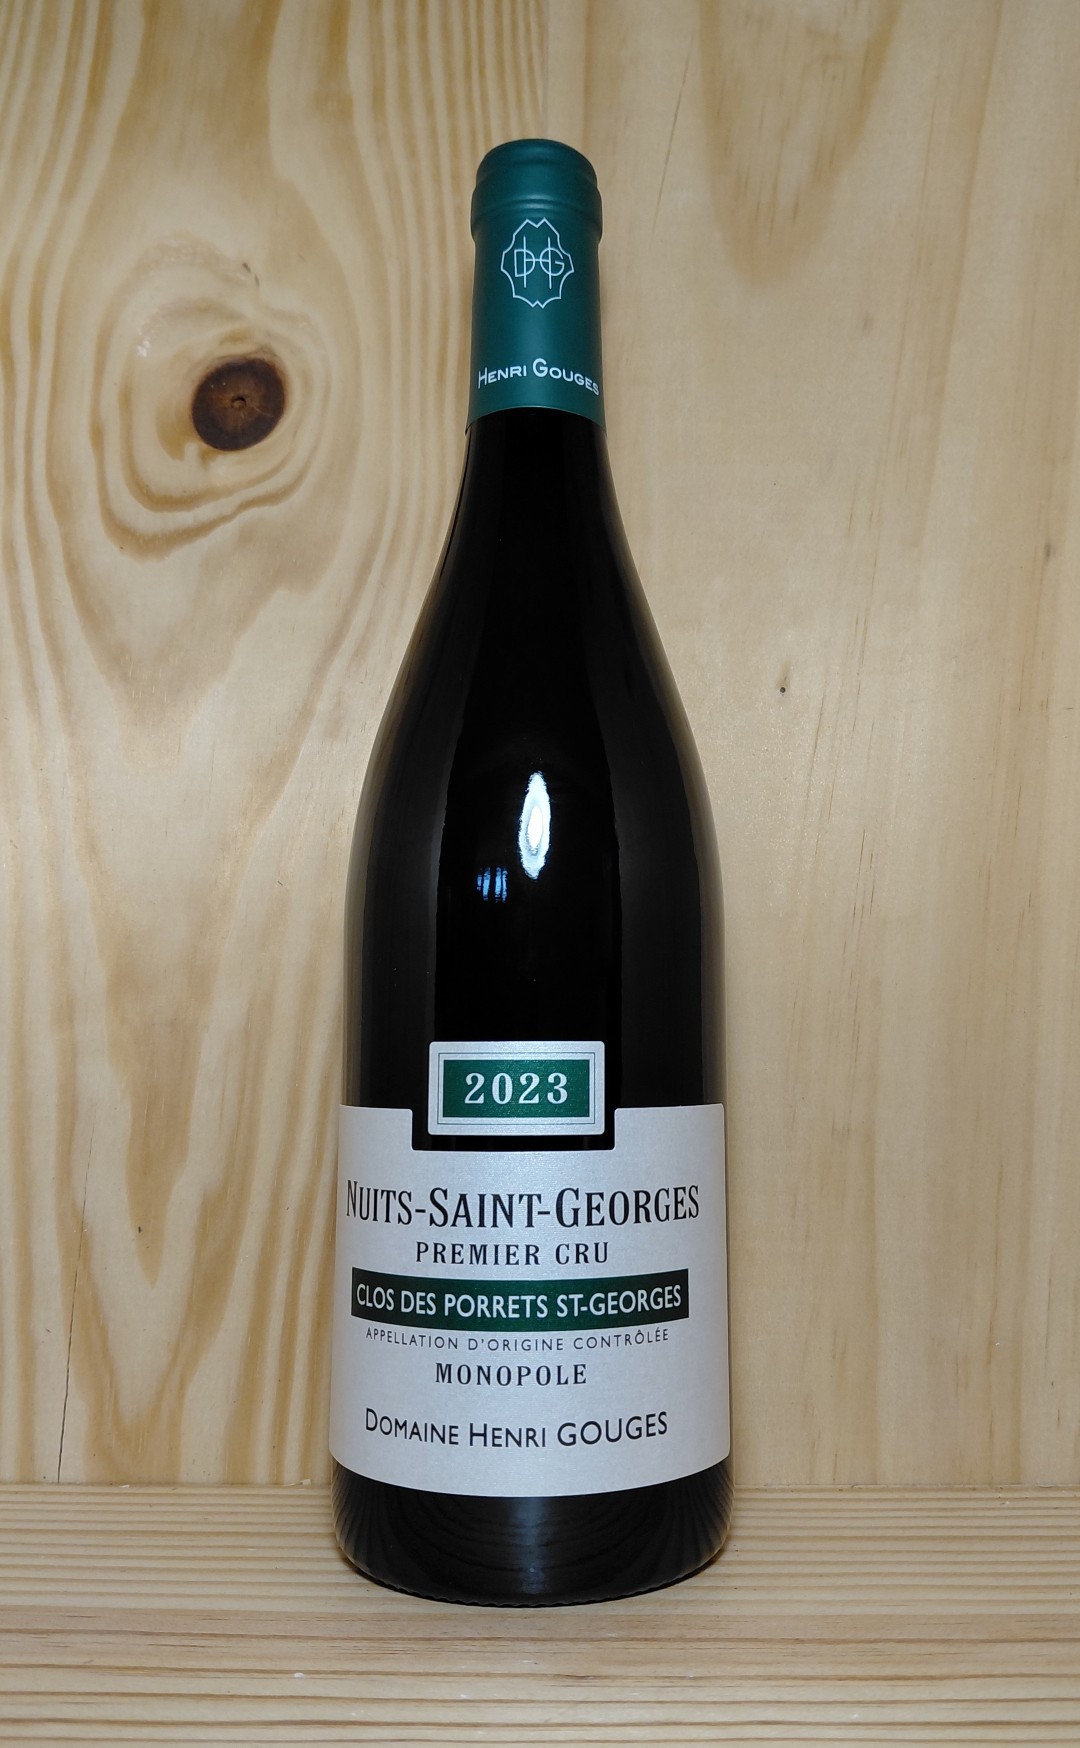 DHG
HENRI GOUGES
2023
NUITS-SAINT-GEORGES
PREMIER CRU
CLOS DES PORRETS ST-GEORGES
APPELLATION D'ORIGINE CONTRÔLÉE
MONOPOLE
DOMAINE HENRI GOUGES